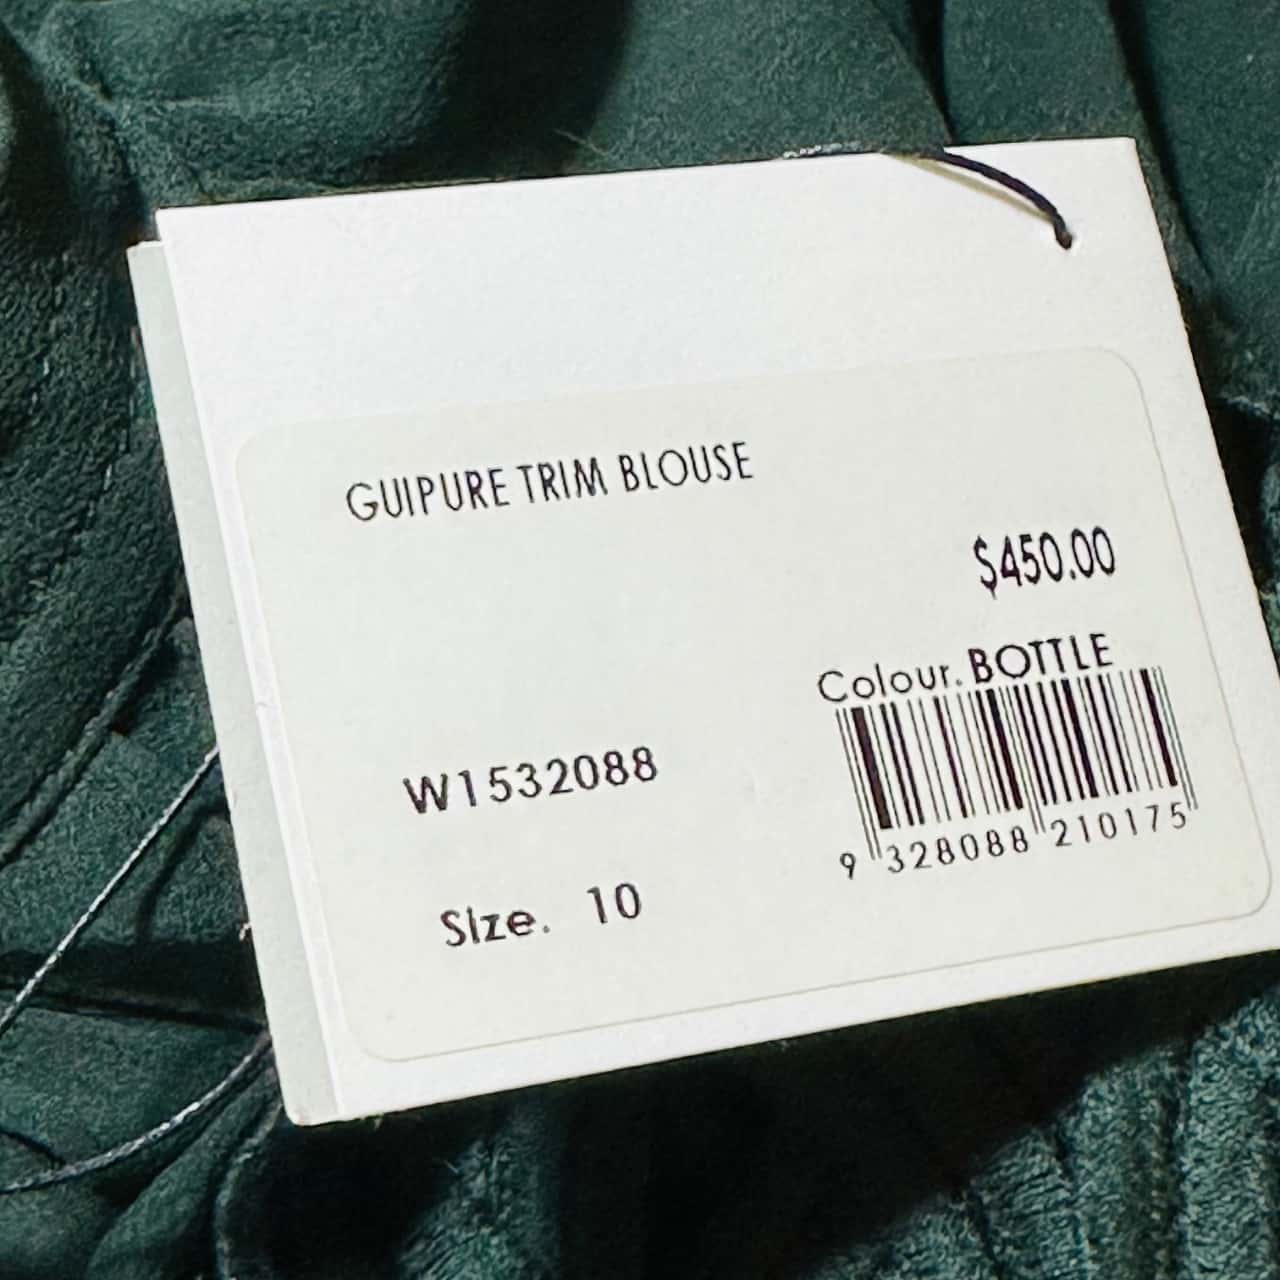 GUIPURE TRIM BLOUSE
$450.00
Colour. BOTTLE
W1532088
9 328088 210175
Size. 10